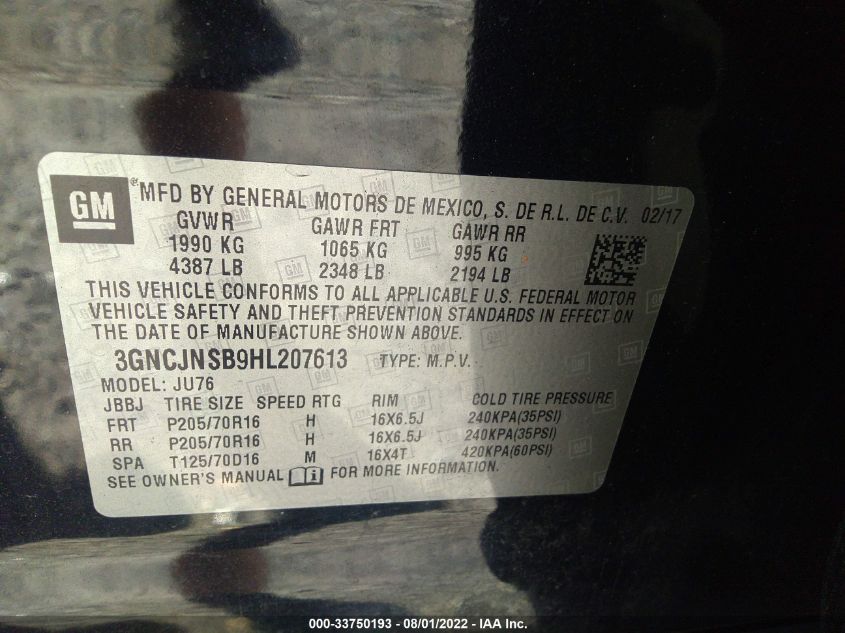 GM ® MFD BY GENERAL MOTORS DE MEXICO, S. DE R.L. DE C.V. 02/17
GVWR GAWR FRT GAWR RR
1990 KG 1065 KG 995 KG
4387 LB 2348 LB 2194 LB
THIS VEHICLE CONFORMS TO ALL APPLICABLE U.S. FEDERAL MOTOR
VEHICLE SAFETY AND THEFT PREVENTION STANDARDS IN EFFECT ON
THE DATE OF MANUFACTURE SHOWN ABOVE.
3GNCJNSB9HL207613 TYPE: M.P.V.
MODEL: JU76
JBBJ TIRE SIZE SPEED RTG RIM COLD TIRE PRESSURE
FRT P205/70R16 H 16X6.5J 240KPA(35PSI)
RR P205/70R16 H 16X6.5J 240KPA(35PSI)
SPA T125/70D16 M 16X4T 420KPA(60PSI)
SEE OWNER'S MANUAL FOR MORE INFORMATION.
000-33750193 - 08/01/2022 - IAA Inc.